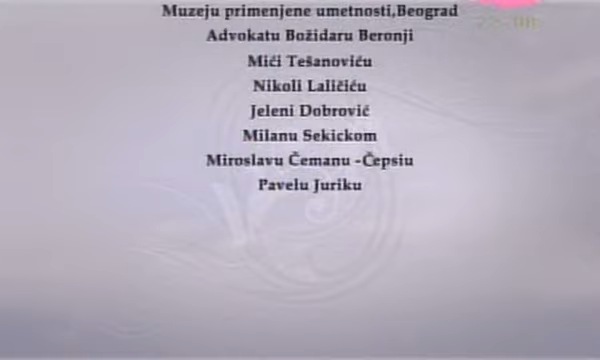 Muzeju primenjene umetnosti,Beograd
Advokatu Božidaru Beronji
Mići Tešanoviću
Nikoli Laličiću
Jeleni Dobrović
Milanu Sekickom
Miroslavu Čemanu -Čepsiu
Pavelu Juriku